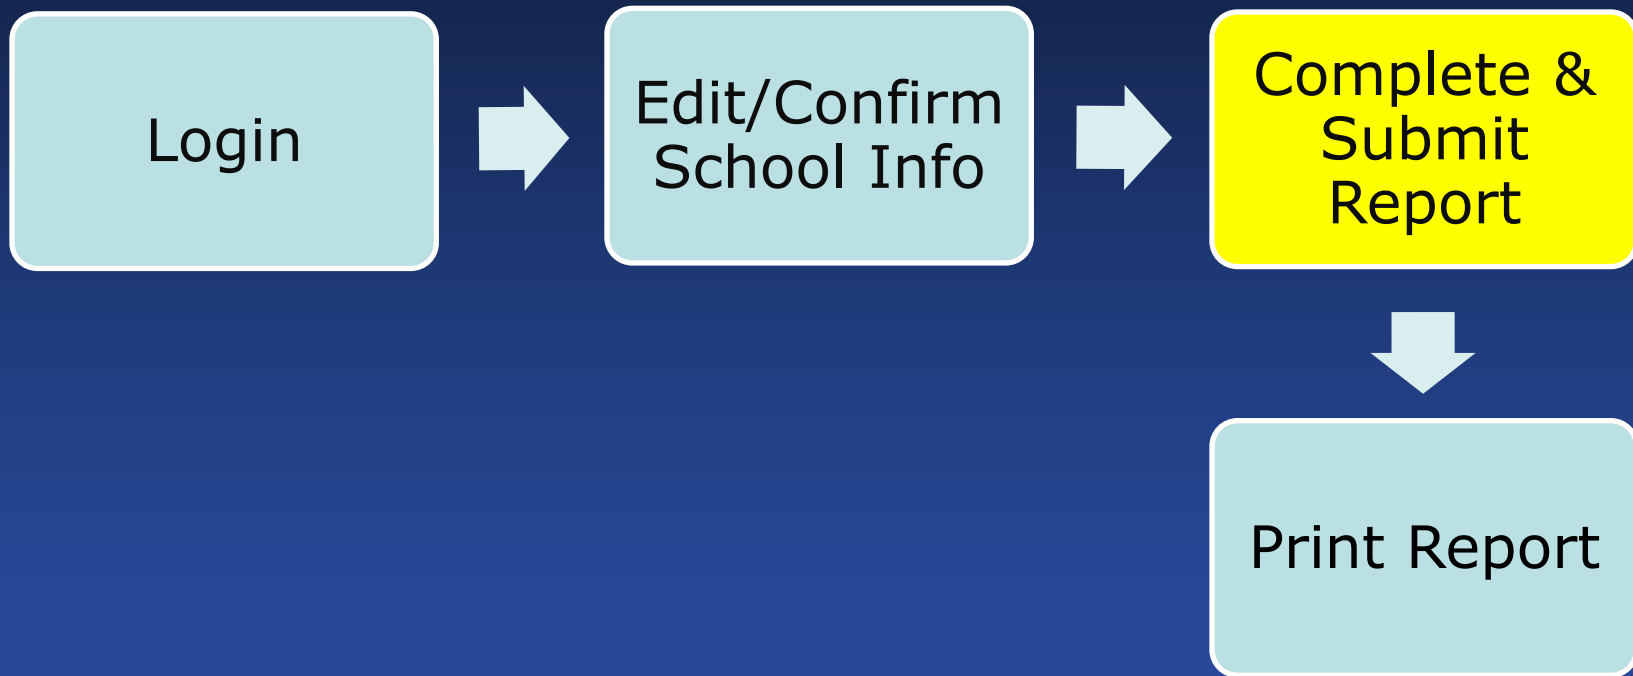 Login
Edit/Confirm
School Info
Complete &
Submit
Report
Print Report